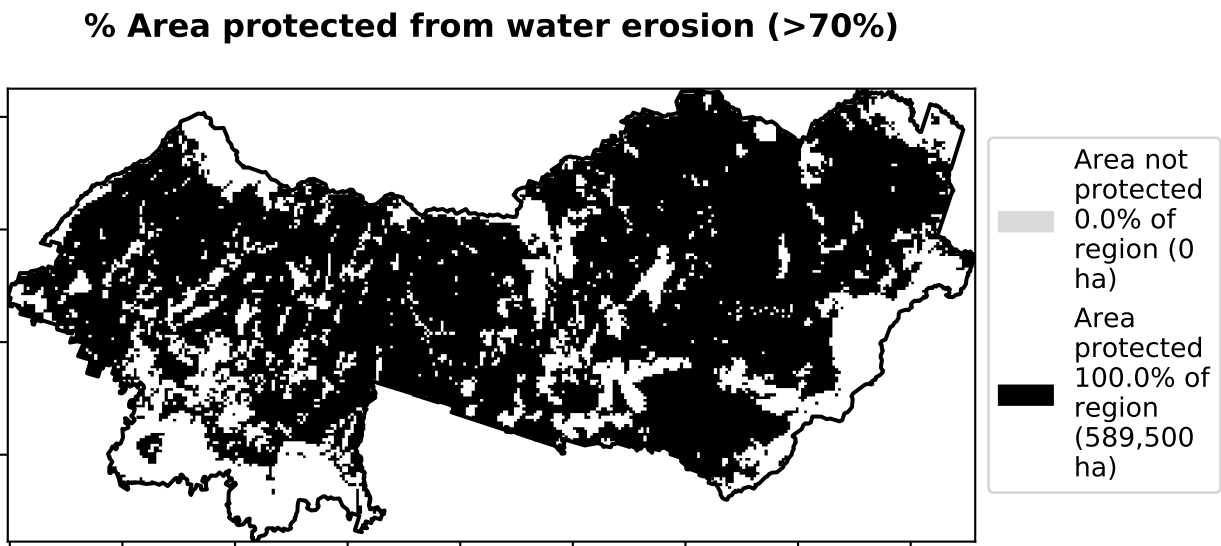 % Area protected from water erosion (>70%)
Area not
protected
0.0% of
region (0
ha)
Area
protected
100.0% of
region
(589,500
ha)